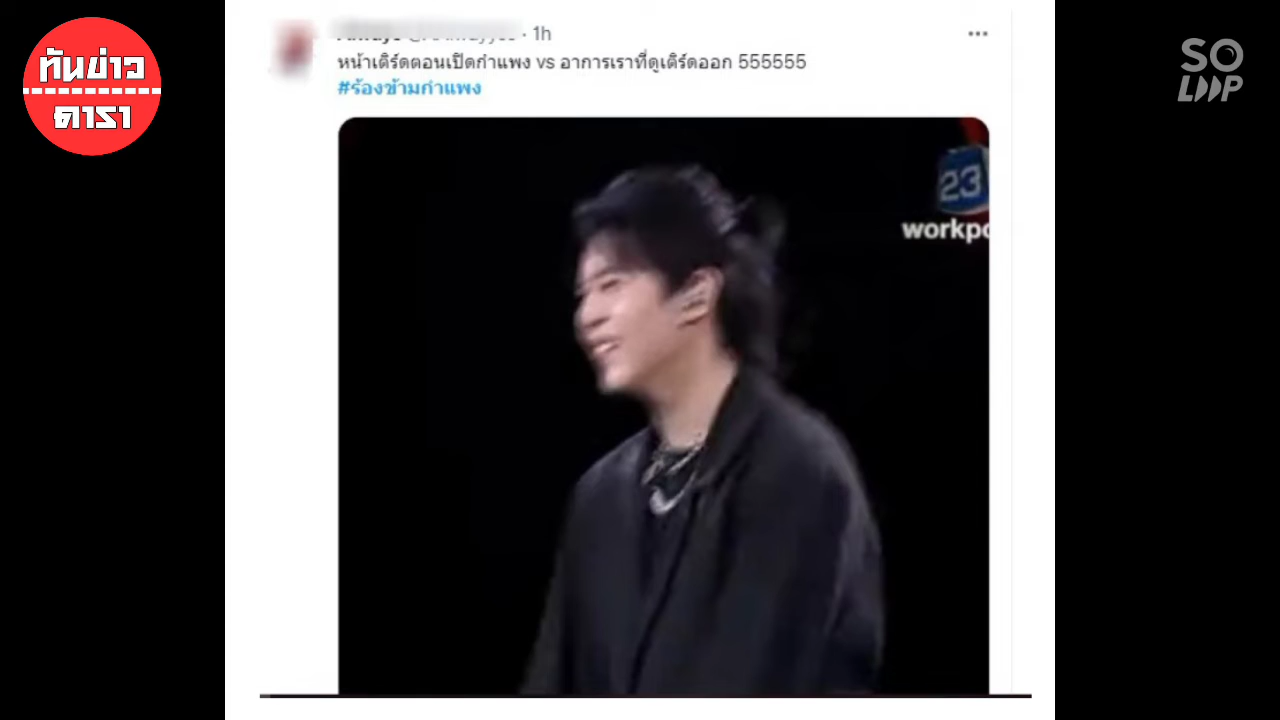 ทันข่าว
ดารา
SO
LOOP
1h
หน้าเติร์ดตอนเปิดกำแพง vs อาการเราที่ดูเติร์ดออก 555555
#ร้องข้ามกำแพง
23
workpo